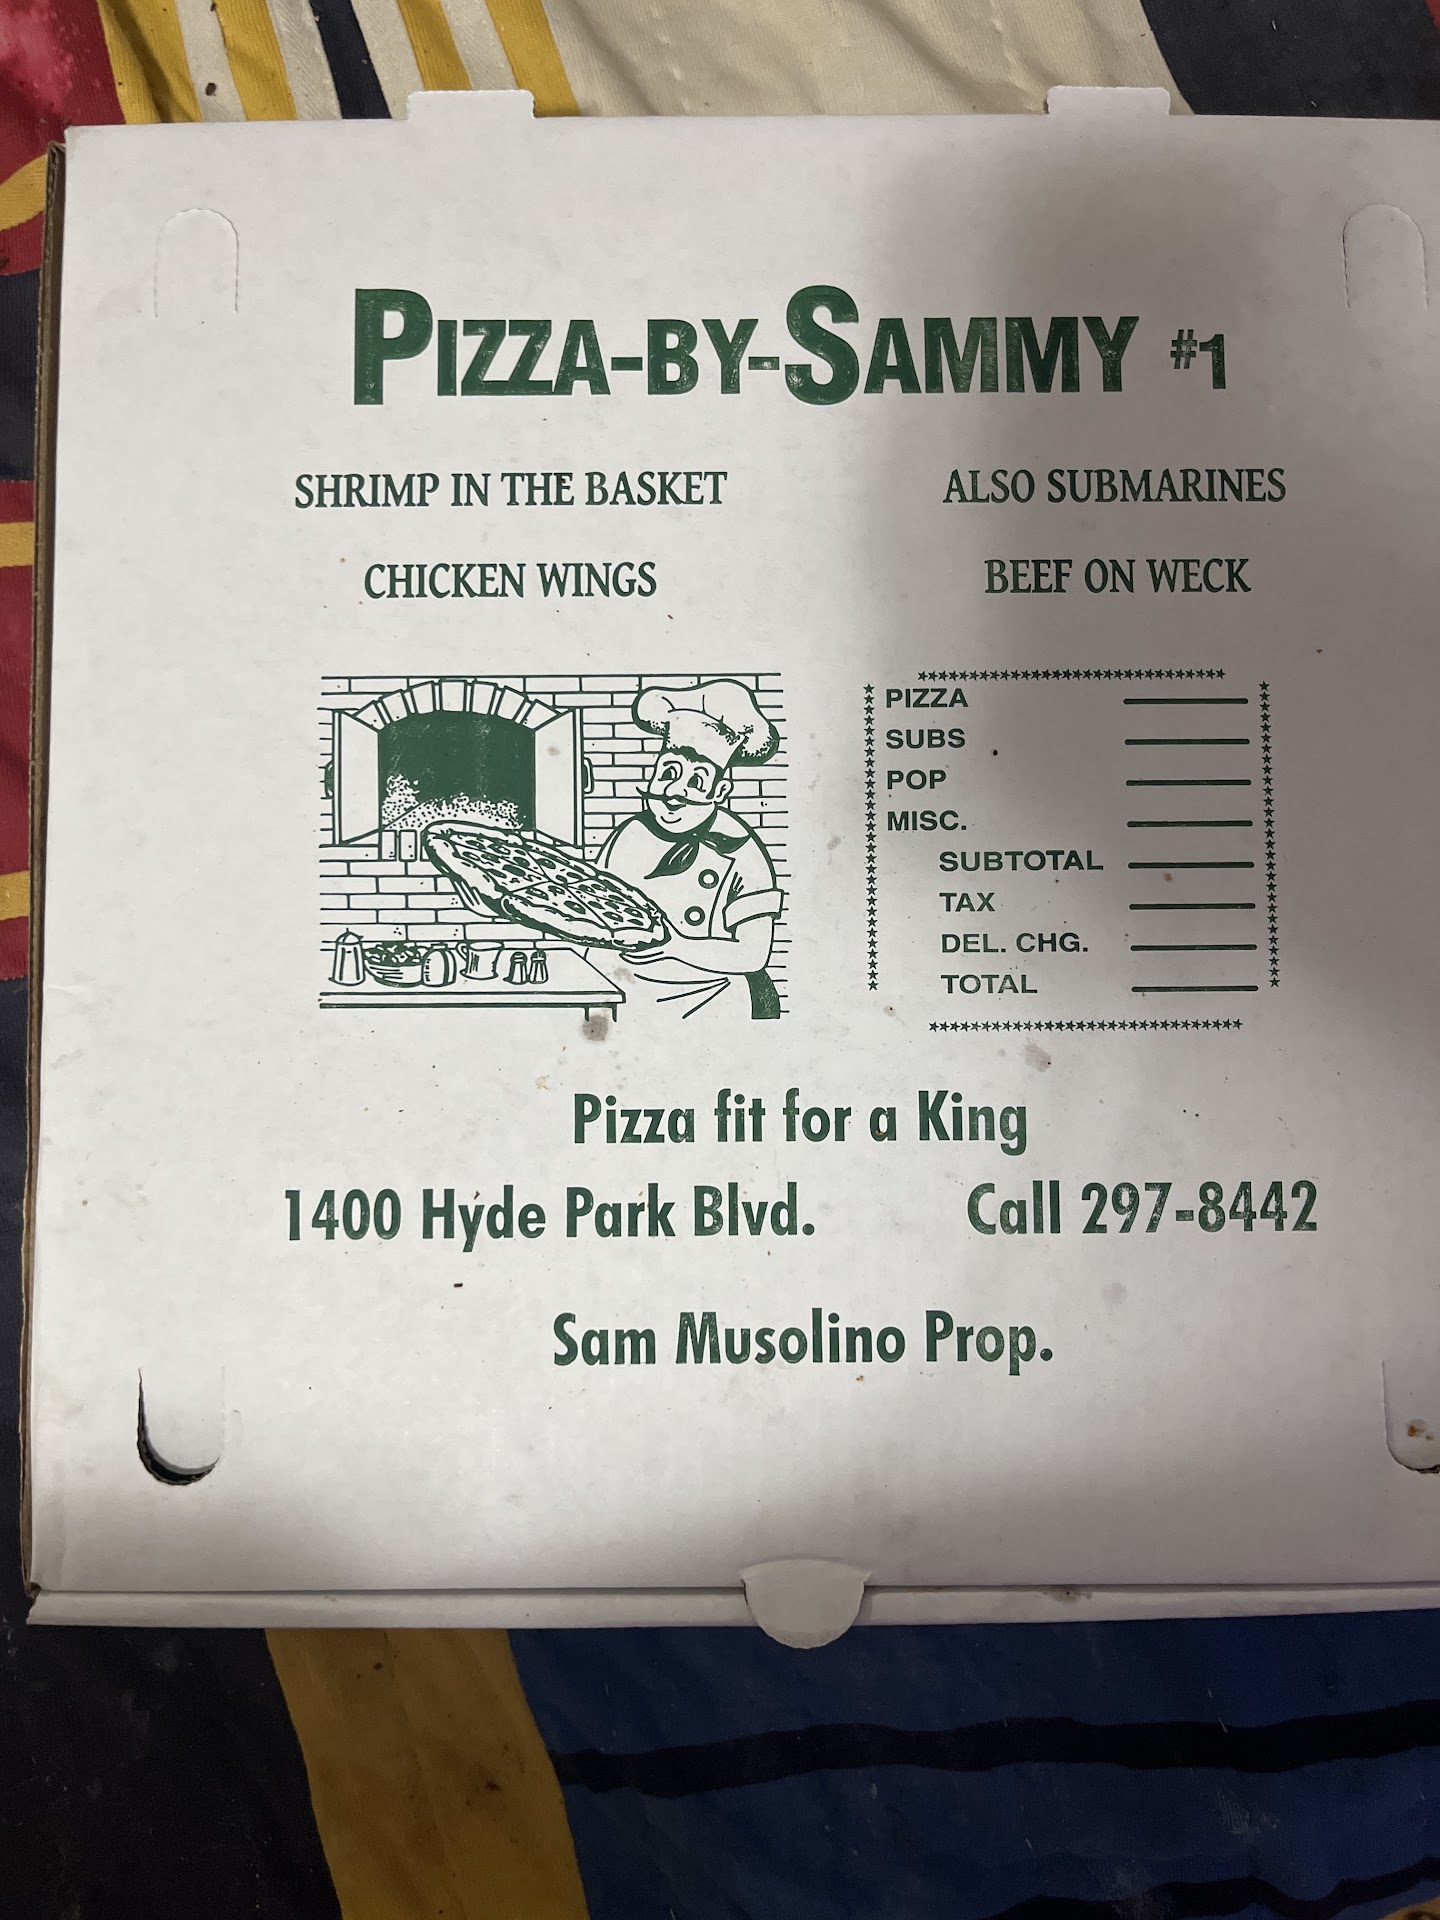 PIZZA-BY-SAMMY #1
SHRIMP IN THE BASKET
ALSO SUBMARINES
CHICKEN WINGS
BEEF ON WECK
PIZZA
SUBS
POP
MISC.
SUBTOTAL
TAX
DEL. CHG.
TOTAL
Pizza fit for a King
1400 Hyde Park Blvd.
Call 297-8442
Sam Musolino Prop.